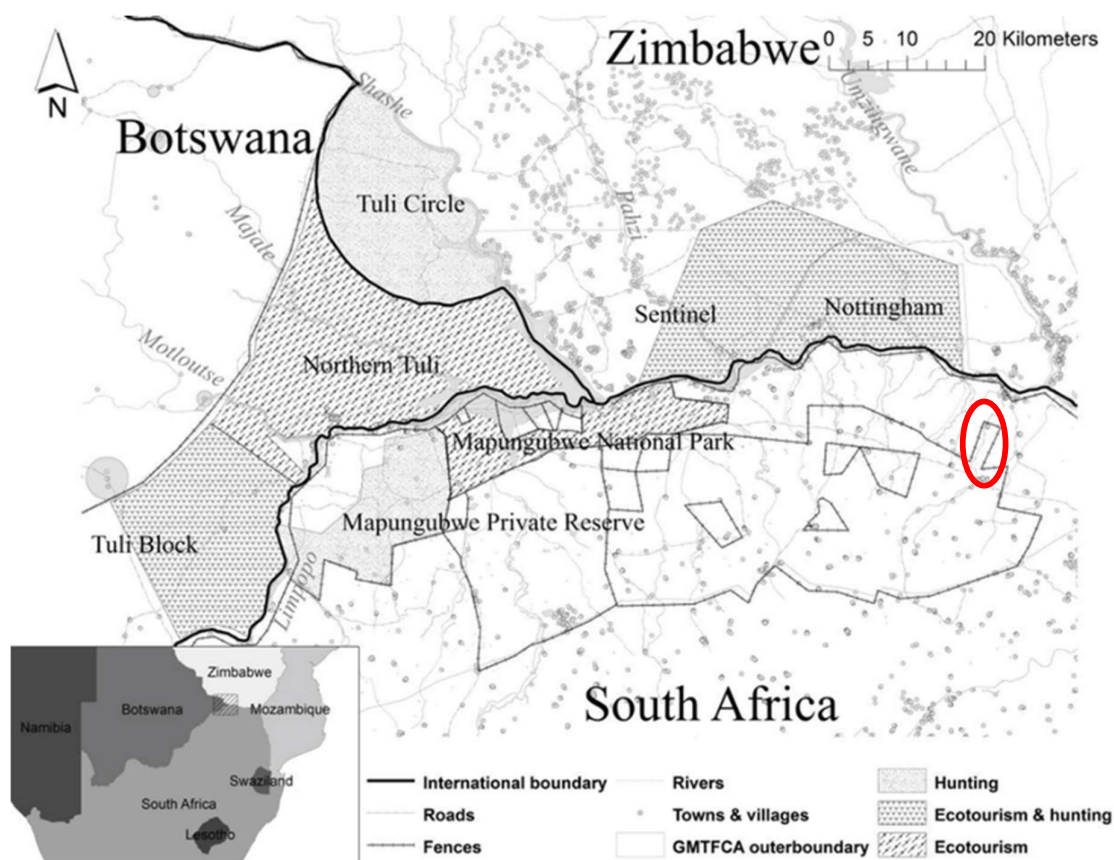 Zimbabwe
0 5 10 20 Kilometers
N
Shashe
Umzingwane
Botswana
Tuli Circle
Pahzi
Majale
Sentinel
Nottingham
Motloutse
Northern Tuli
Mapungubwe National Park
Mapungubwe Private Reserve
Tuli Block
Limpopo
South Africa
Zimbabwe
Botswana
Mozambique
Namibia
Swaziland
South Africa
Lesotho
International boundary
Roads
Fences
Rivers
Towns & villages
GMTFCA outerboundary
Hunting
Ecotourism & hunting
Ecotourism